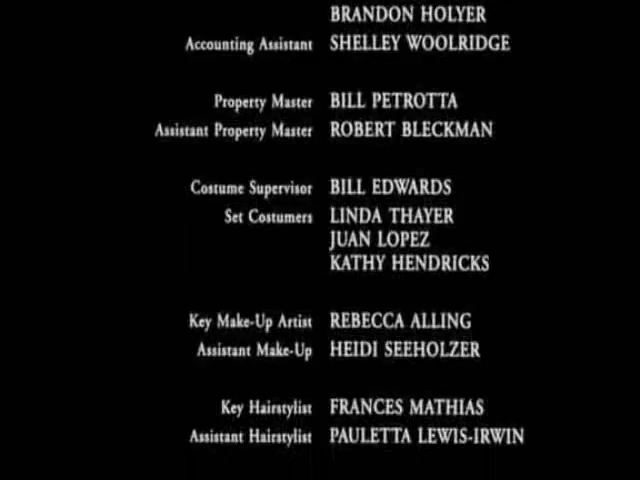 BRANDON HOLYER
Accounting Assistant SHELLEY WOOLRIDGE
Property Master BILL PETROTTA
Assistant Property Master ROBERT BLECKMAN
Costume Supervisor BILL EDWARDS
Set Costumers LINDA THAYER
JUAN LOPEZ
KATHY HENDRICKS
Key Make-Up Artist REBECCA ALLING
Assistant Make-Up HEIDI SEEHOLZER
Key Hairstylist FRANCES MATHIAS
Assistant Hairstylist PAULETTA LEWIS-IRWIN